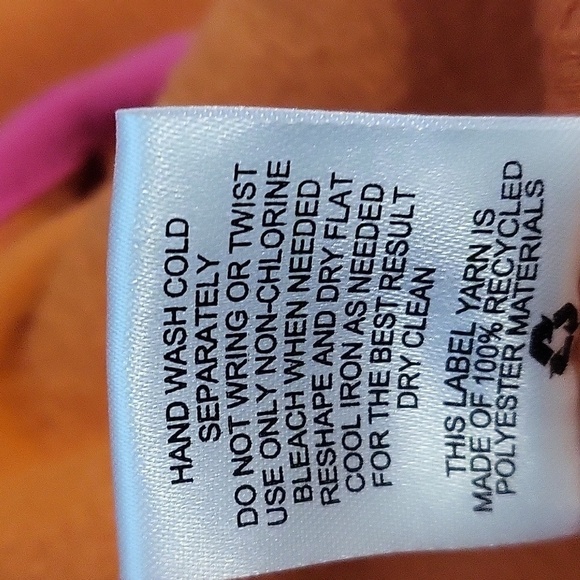 HAND WASH COLD
SEPARATELY
DO NOT WRING OR TWIST
USE ONLY NON-CHLORINE
BLEACH WHEN NEEDED
RESHAPE AND DRY FLAT
COOL IRON AS NEEDED
FOR THE BEST RESULT
DRY CLEAN
THIS LABEL YARN IS
MADE OF 100% RECYCLED
POLYESTER MATERIALS